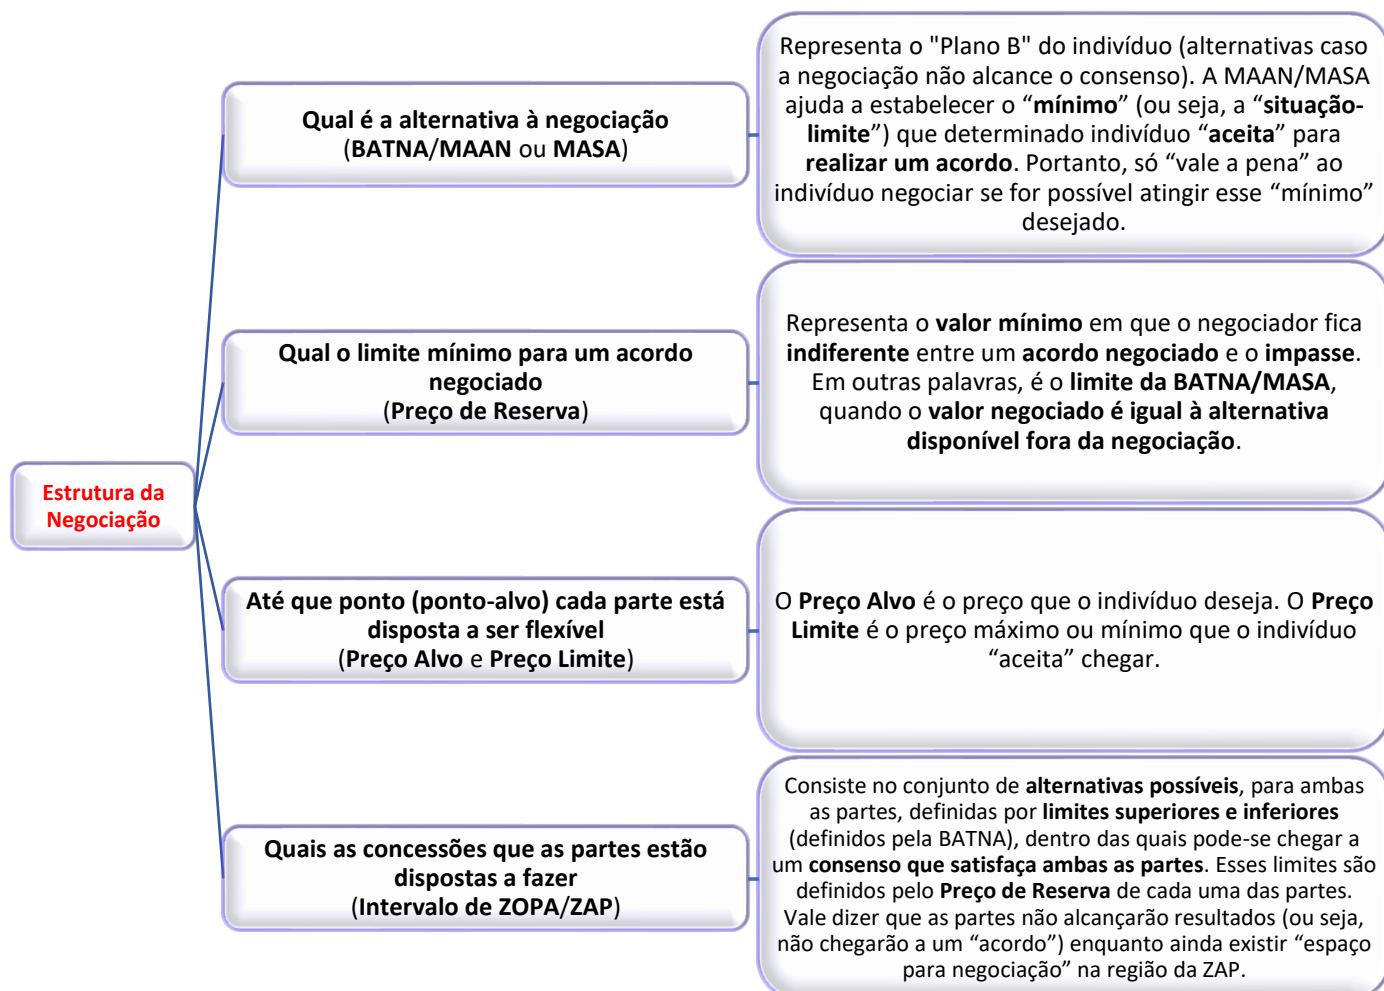 Estrutura da
Negociação
Qual é a alternativa à negociação
(BATNA/MAAN ou MASA)
Representa o "Plano B" do indivíduo (alternativas caso
a negociação não alcance o consenso). A MAAN/MASA
ajuda a estabelecer o “mínimo” (ou seja, a “situação-
limite”) que determinado indivíduo “aceita” para
realizar um acordo. Portanto, só “vale a pena” ao
indivíduo negociar se for possível atingir esse “mínimo”
desejado.
Qual o limite mínimo para um acordo
negociado
(Preço de Reserva)
Representa o valor mínimo em que o negociador fica
indiferente entre um acordo negociado e o impasse.
Em outras palavras, é o limite da BATNA/MASA,
quando o valor negociado é igual à alternativa
disponível fora da negociação.
Até que ponto (ponto-alvo) cada parte está
disposta a ser flexível
(Preço Alvo e Preço Limite)
O Preço Alvo é o preço que o indivíduo deseja. O Preço
Limite é o preço máximo ou mínimo que o indivíduo
“aceita” chegar.
Quais as concessões que as partes estão
dispostas a fazer
(Intervalo de ZOPA/ZAP)
Consiste no conjunto de alternativas possíveis, para ambas
as partes, definidas por limites superiores e inferiores
(definidos pela BATNA), dentro das quais pode-se chegar a
um consenso que satisfaça ambas as partes. Esses limites são
definidos pelo Preço de Reserva de cada uma das partes.
Vale dizer que as partes não alcançarão resultados (ou seja,
não chegarão a um “acordo”) enquanto ainda existir “espaço
para negociação” na região da ZAP.